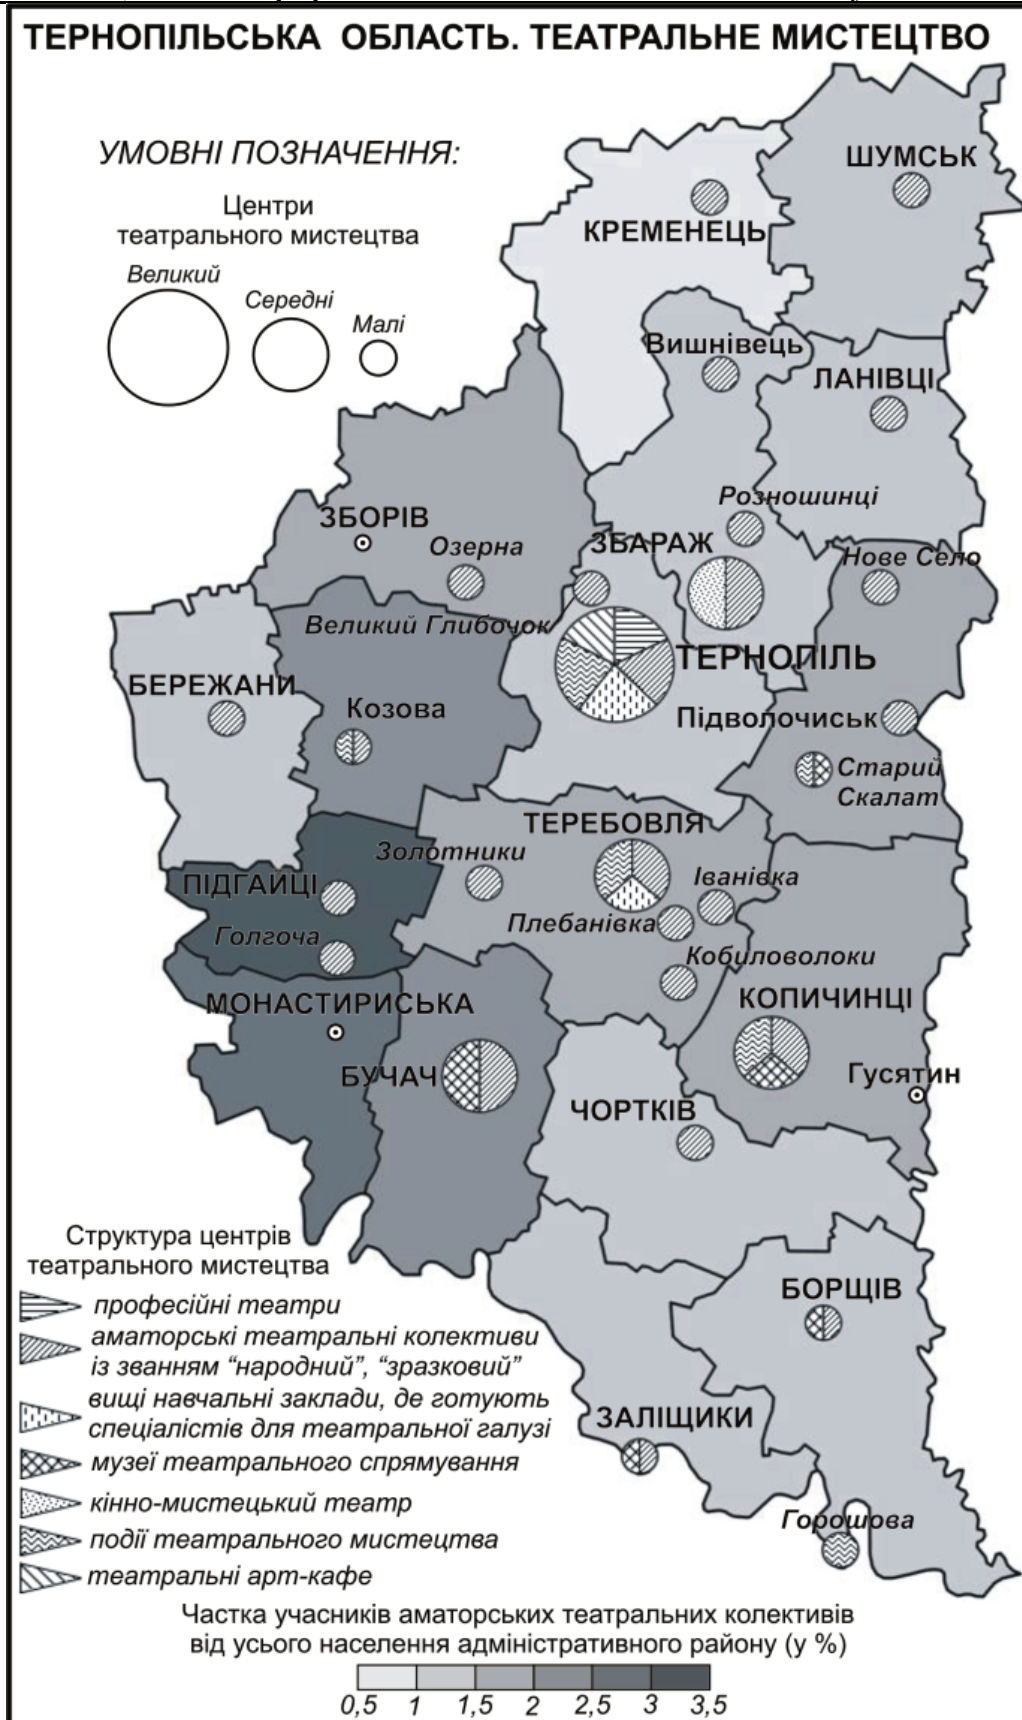 ТЕРНОПІЛЬСЬКА ОБЛАСТЬ. ТЕАТРАЛЬНЕ МИСТЕЦТВО
УМОВНІ ПОЗНАЧЕННЯ:
Центри
театрального мистецтва
Великий
Середні
Малі
ШУМСЬК
КРЕМЕНЕЦЬ
Вишнівець
ЛАНІВЦІ
Розношинці
ЗБОРІВ
Озерна
ЗБАРАЖ
Нове Село
Великий Глибочок
ТЕРНОПІЛЬ
БЕРЕЖАНИ
Козова
Підволочиськ
Старий
Скалат
ТЕРЕБОВЛЯ
Золотники
Іванівка
ПІДГАЙЦІ
Плебанівка
Голгоча
Кобиловолоки
МОНАСТИРИСЬКА
КОПИЧИНЦІ
БУЧАЧ
Гусятин
ЧОРТКІВ
БОРЩІВ
ЗАЛІЩИКИ
Горошова
Структура центрів
театрального мистецтва
професійні театри
аматорські театральні колективи
із званням “народний”, “зразковий”
вищі навчальні заклади, де готують
спеціалістів для театральної галузі
музеї театрального спрямування
кінно-мистецький театр
події театрального мистецтва
театральні арт-кафе
Частка учасників аматорських театральних колективів
від усього населення адміністративного району (у %)
0,5 1 1,5 2 2,5 3 3,5